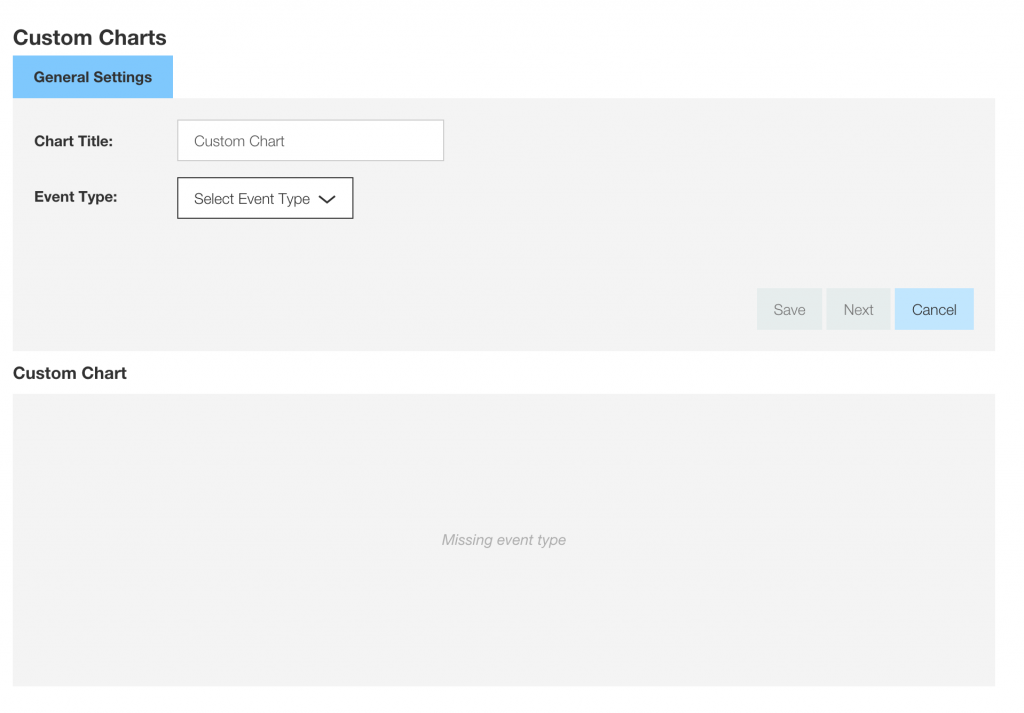 Custom Charts
General Settings
Chart Title: Custom Chart
Event Type: Select Event Type
Save Next Cancel
Custom Chart
Missing event type